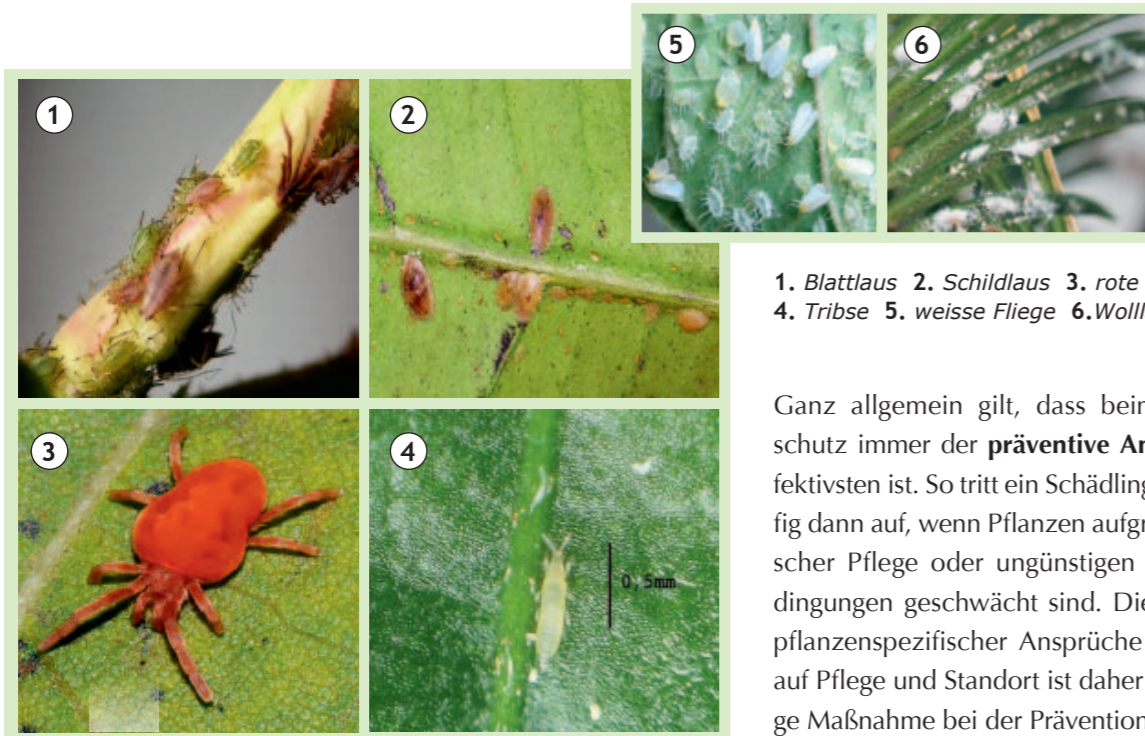 1
2
3
4
0,5mm
5
6
1. Blattlaus 2. Schildlaus 3. rote
4. Tribse 5. weisse Fliege 6.Wolll
Ganz allgemein gilt, dass beim
schutz immer der präventive An
fektivsten ist. So tritt ein Schädling
fig dann auf, wenn Pflanzen aufgr
scher Pflege oder ungünstigen
dingungen geschwächt sind. Die
pflanzenspezifischer Ansprüche
auf Pflege und Standort ist daher
ge Maßnahme bei der Prävention